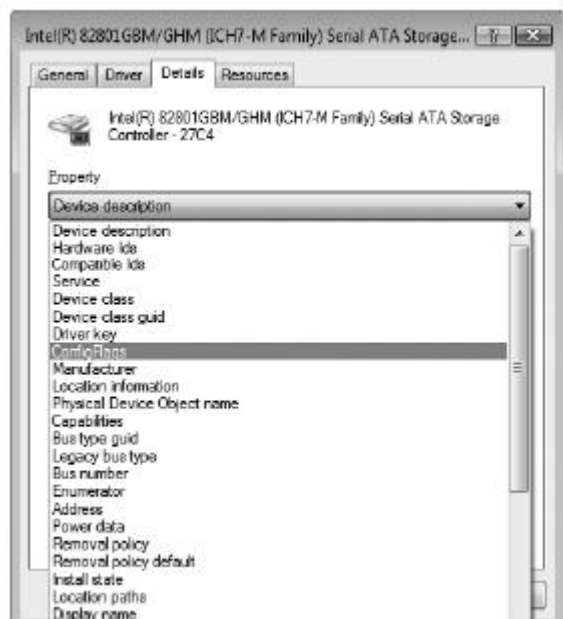 Intel(R) 82801GBM/GHM (ICH7-M Family) Serial ATA Storage...
General Driver Details Resources
Intel(R) 82801GBM/GHM (ICH7-M Family) Serial ATA Storage
Controller - 27C4
Property
Device description
Device description
Hardware Ids
Compatible Ids
Service
Device class
Device class guid
Driver key
ConfigFlags
Manufacturer
Location information
Physical Device Object name
Capabilities
Bus type guid
Legacy bus type
Bus number
Enumerator
Address
Power data
Removal policy
Removal policy default
Install state
Location paths
Display name